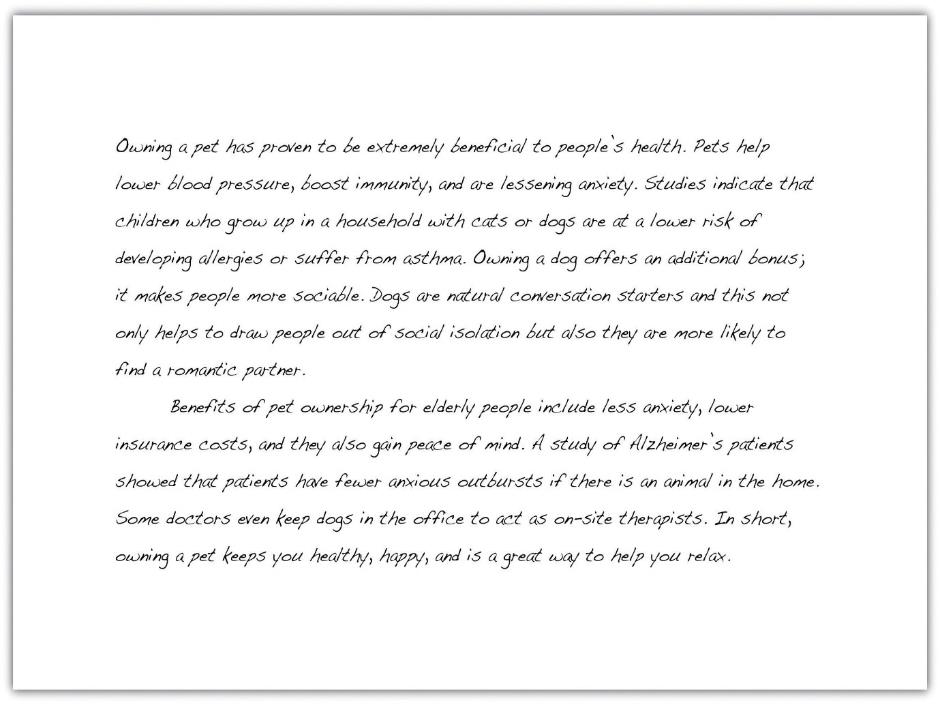 Owning a pet has proven to be extremely beneficial to people's health. Pets help
lower blood pressure, boost immunity, and are lessening anxiety. Studies indicate that
children who grow up in a household with cats or dogs are at a lower risk of
developing allergies or suffer from asthma. Owning a dog offers an additional bonus;
it makes people more sociable. Dogs are natural conversation starters and this not
only helps to draw people out of social isolation but also they are more likely to
find a romantic partner.
Benefits of pet ownership for elderly people include less anxiety, lower
insurance costs, and they also gain peace of mind. A study of Alzheimer's patients
showed that patients have fewer anxious outbursts if there is an animal in the home.
Some doctors even keep dogs in the office to act as on-site therapists. In short,
owning a pet keeps you healthy, happy, and is a great way to help you relax.